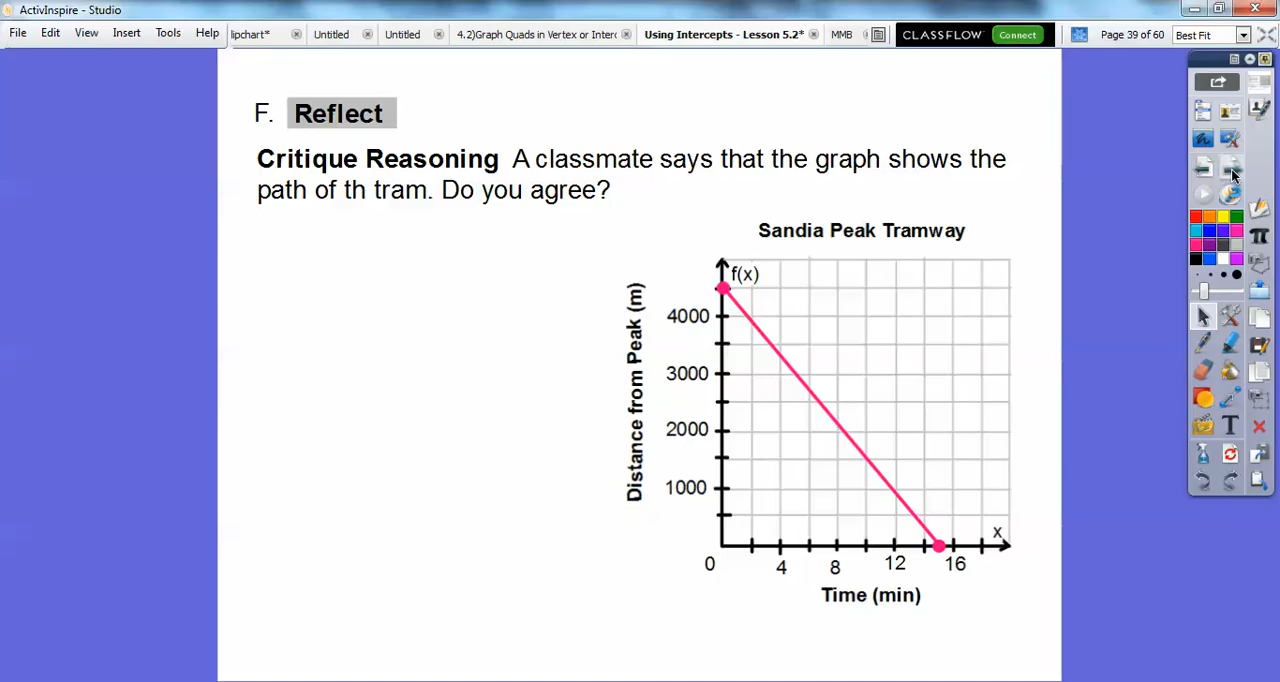 ActivInspire - Studio
File Edit View Insert Tools Help lipchart* Untitled Untitled 4.2)Graph Quads in Vertex or Interc Using Intercepts - Lesson 5.2* MMB CLASSFLOW Connect Page 39 of 60 Best Fit
F. Reflect
Critique Reasoning A classmate says that the graph shows the
path of th tram. Do you agree?
Sandia Peak Tramway
f(x)
Distance from Peak (m)
4000
3000
2000
1000
x
0 4 8 12 16
Time (min)